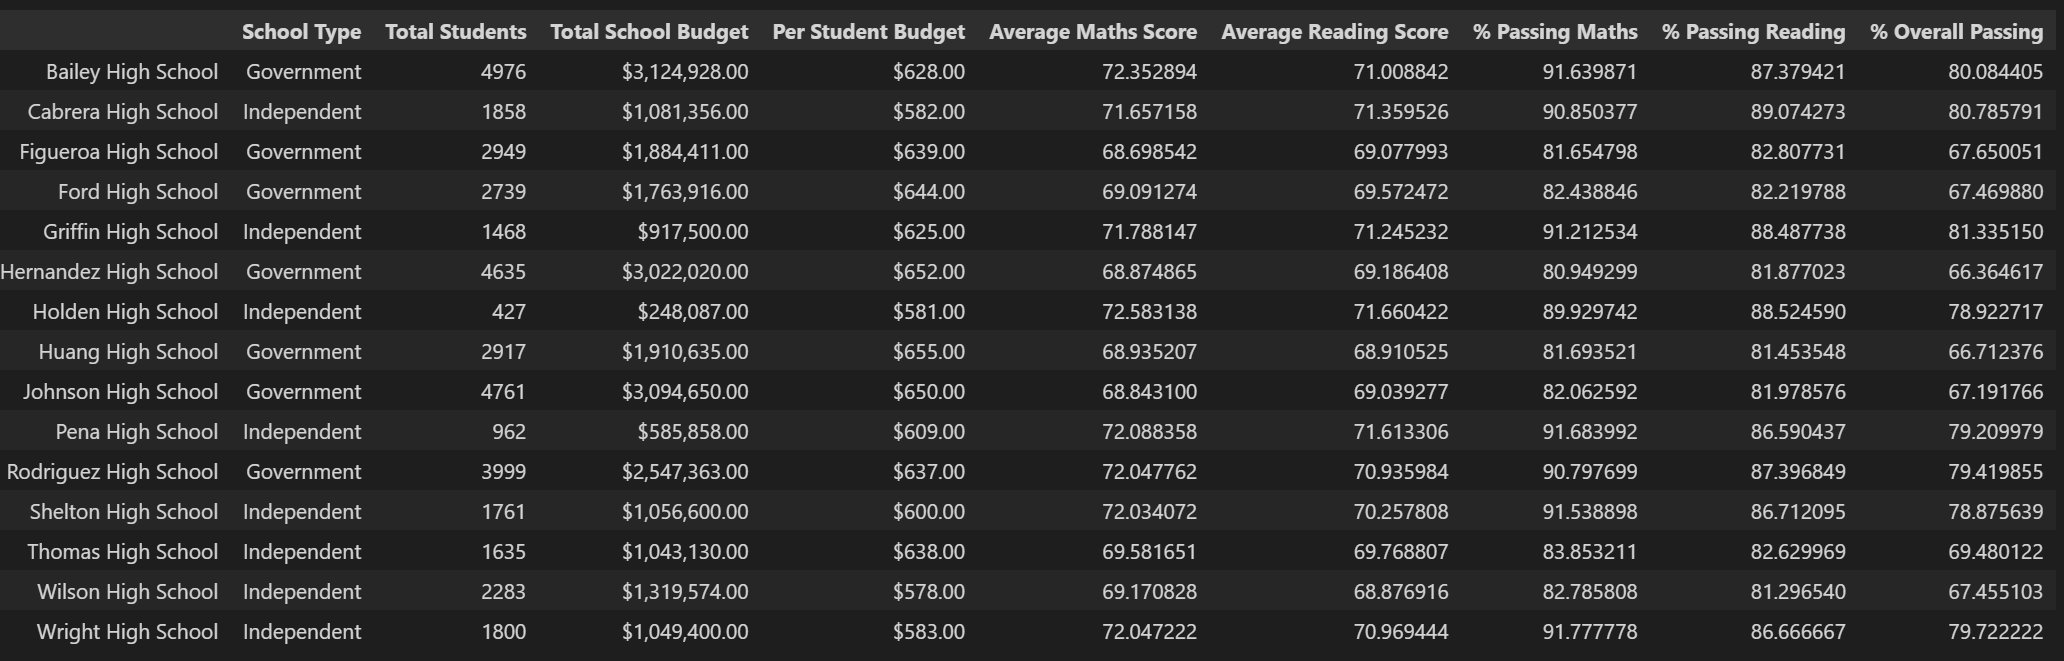 School Type Total Students Total School Budget Per Student Budget Average Maths Score Average Reading Score % Passing Maths % Passing Reading % Overall Passing
Bailey High School Government 4976 $3,124,928.00 $628.00 72.352894 71.008842 91.639871 87.379421 80.084405
Cabrera High School Independent 1858 $1,081,356.00 $582.00 71.657158 71.359526 90.850377 89.074273 80.785791
Figueroa High School Government 2949 $1,884,411.00 $639.00 68.698542 69.077993 81.654798 82.807731 67.650051
Ford High School Government 2739 $1,763,916.00 $644.00 69.091274 69.572472 82.438846 82.219788 67.469880
Griffin High School Independent 1468 $917,500.00 $625.00 71.788147 71.245232 91.212534 88.487738 81.335150
Hernandez High School Government 4635 $3,022,020.00 $652.00 68.874865 69.186408 80.949299 81.877023 66.364617
Holden High School Independent 427 $248,087.00 $581.00 72.583138 71.660422 89.929742 88.524590 78.922717
Huang High School Government 2917 $1,910,635.00 $655.00 68.935207 68.910525 81.693521 81.453548 66.712376
Johnson High School Government 4761 $3,094,650.00 $650.00 68.843100 69.039277 82.062592 81.978576 67.191766
Pena High School Independent 962 $585,858.00 $609.00 72.088358 71.613306 91.683992 86.590437 79.209979
Rodriguez High School Government 3999 $2,547,363.00 $637.00 72.047762 70.935984 90.797699 87.396849 79.419855
Shelton High School Independent 1761 $1,056,600.00 $600.00 72.034072 70.257808 91.538898 86.712095 78.875639
Thomas High School Independent 1635 $1,043,130.00 $638.00 69.581651 69.768807 83.853211 82.629969 69.480122
Wilson High School Independent 2283 $1,319,574.00 $578.00 69.170828 68.876916 82.785808 81.296540 67.455103
Wright High School Independent 1800 $1,049,400.00 $583.00 72.047222 70.969444 91.777778 86.666667 79.722222